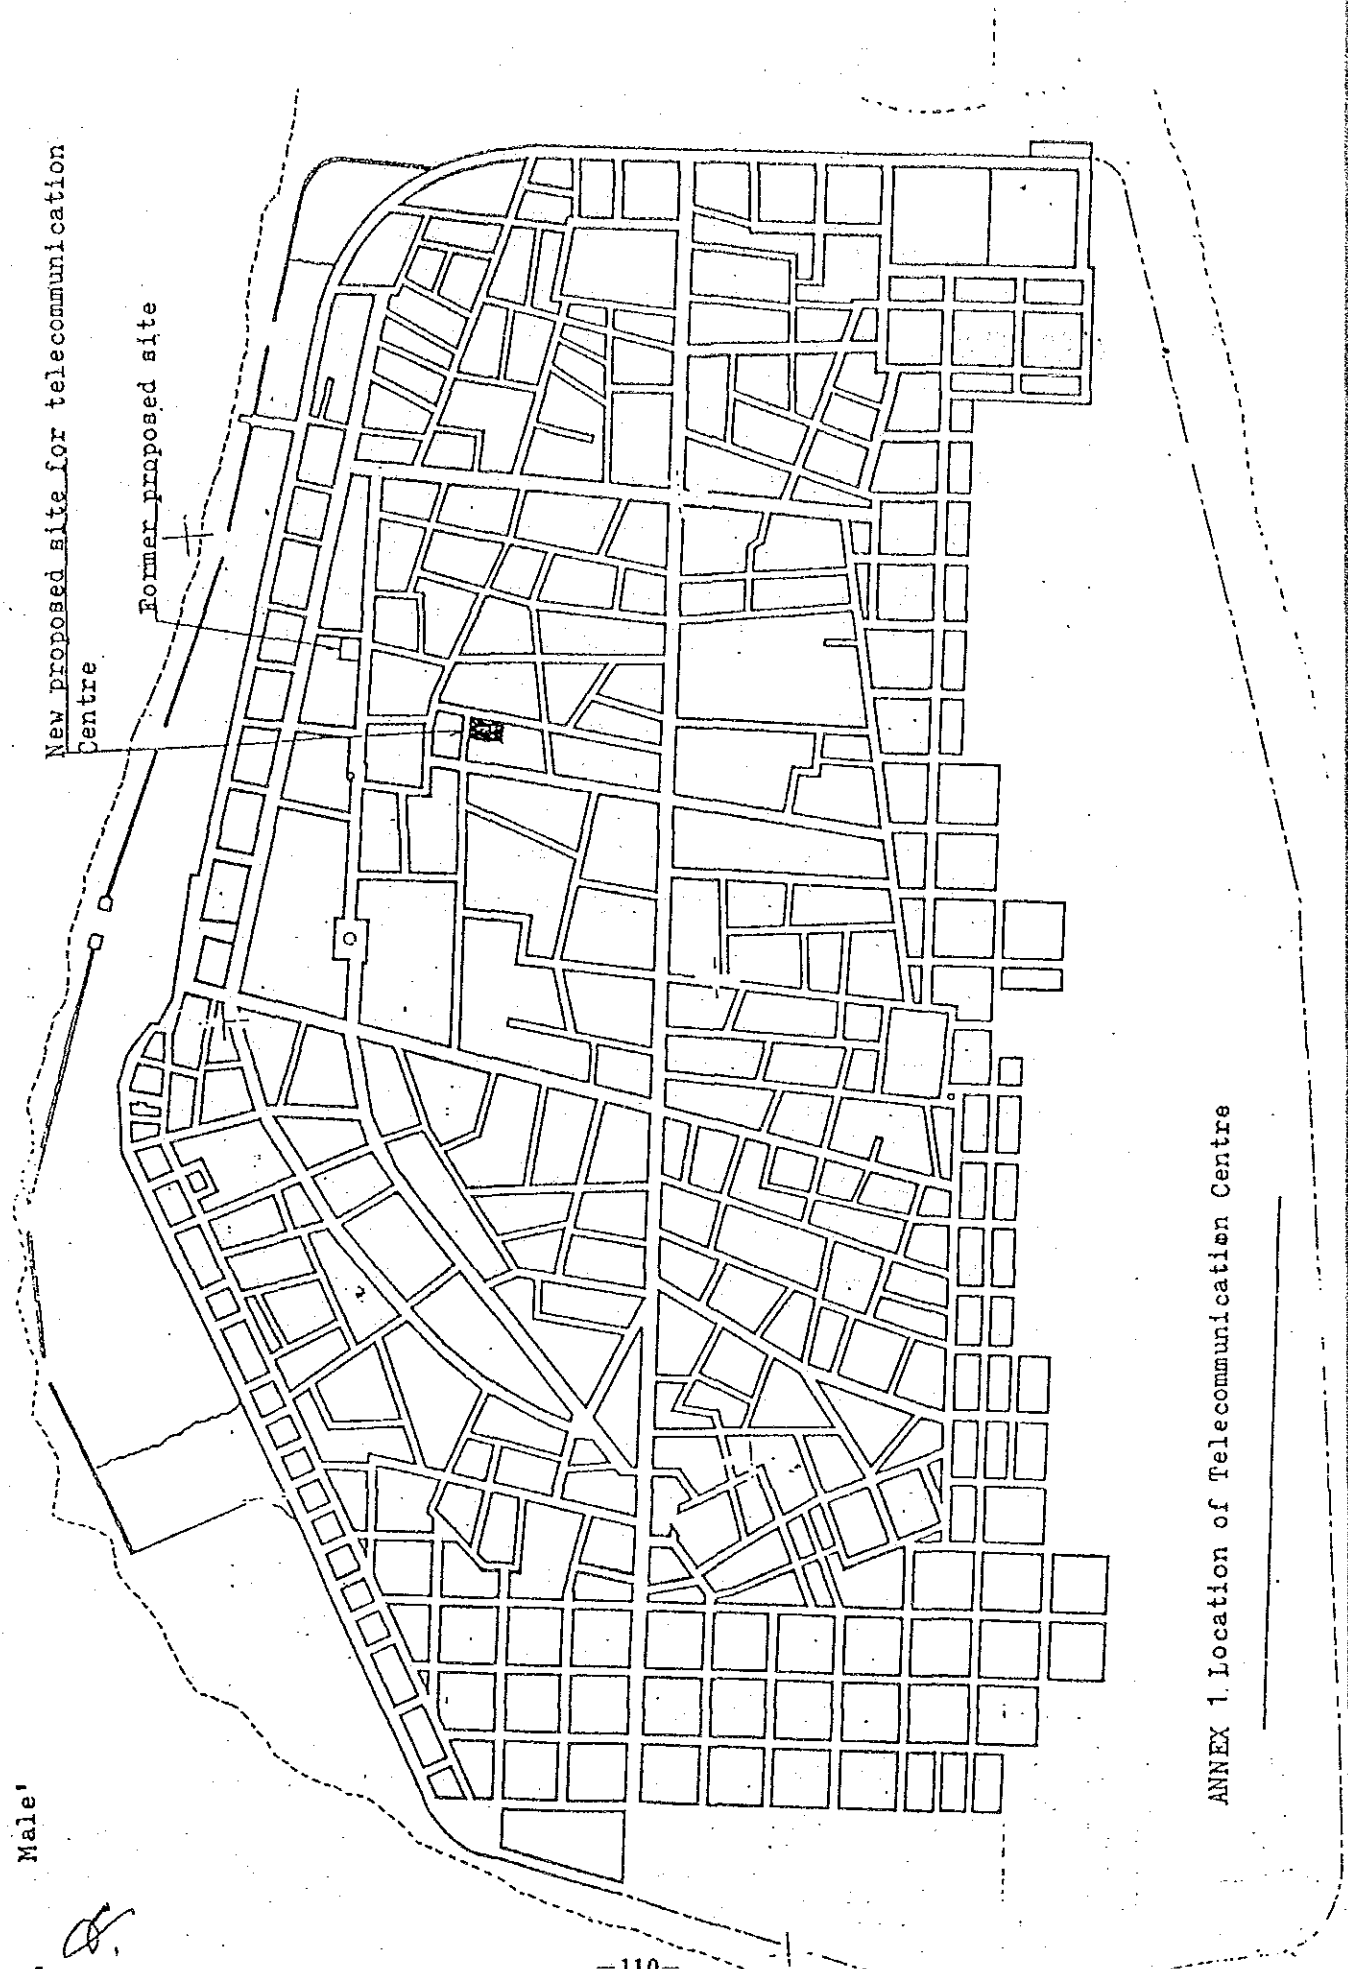 Male'
New proposed site for telecommunication
Centre
Former proposed site
ANNEX 1. Location of Telecommunication Centre
—110—